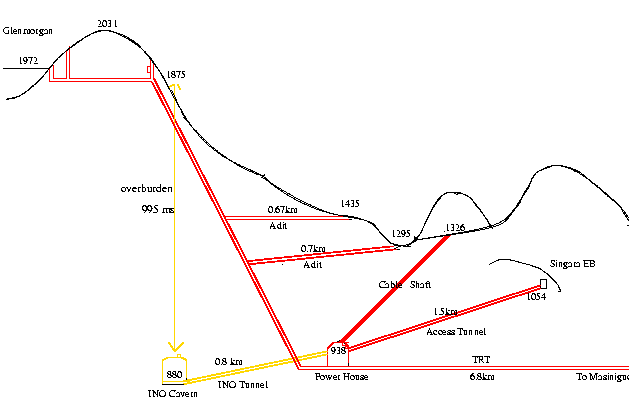 Glenmorgan
2031
1972
1875
overburden
995 ms
0.67km
Adit
1435
0.7km
Adit
1295
1326
Cable Shaft
Singara EB
1054
1.5km
Access Tunnel
938
Power House
TRT
6.8km
To Masinigu
0.8 km
INO Tunnel
880
INO Cavern